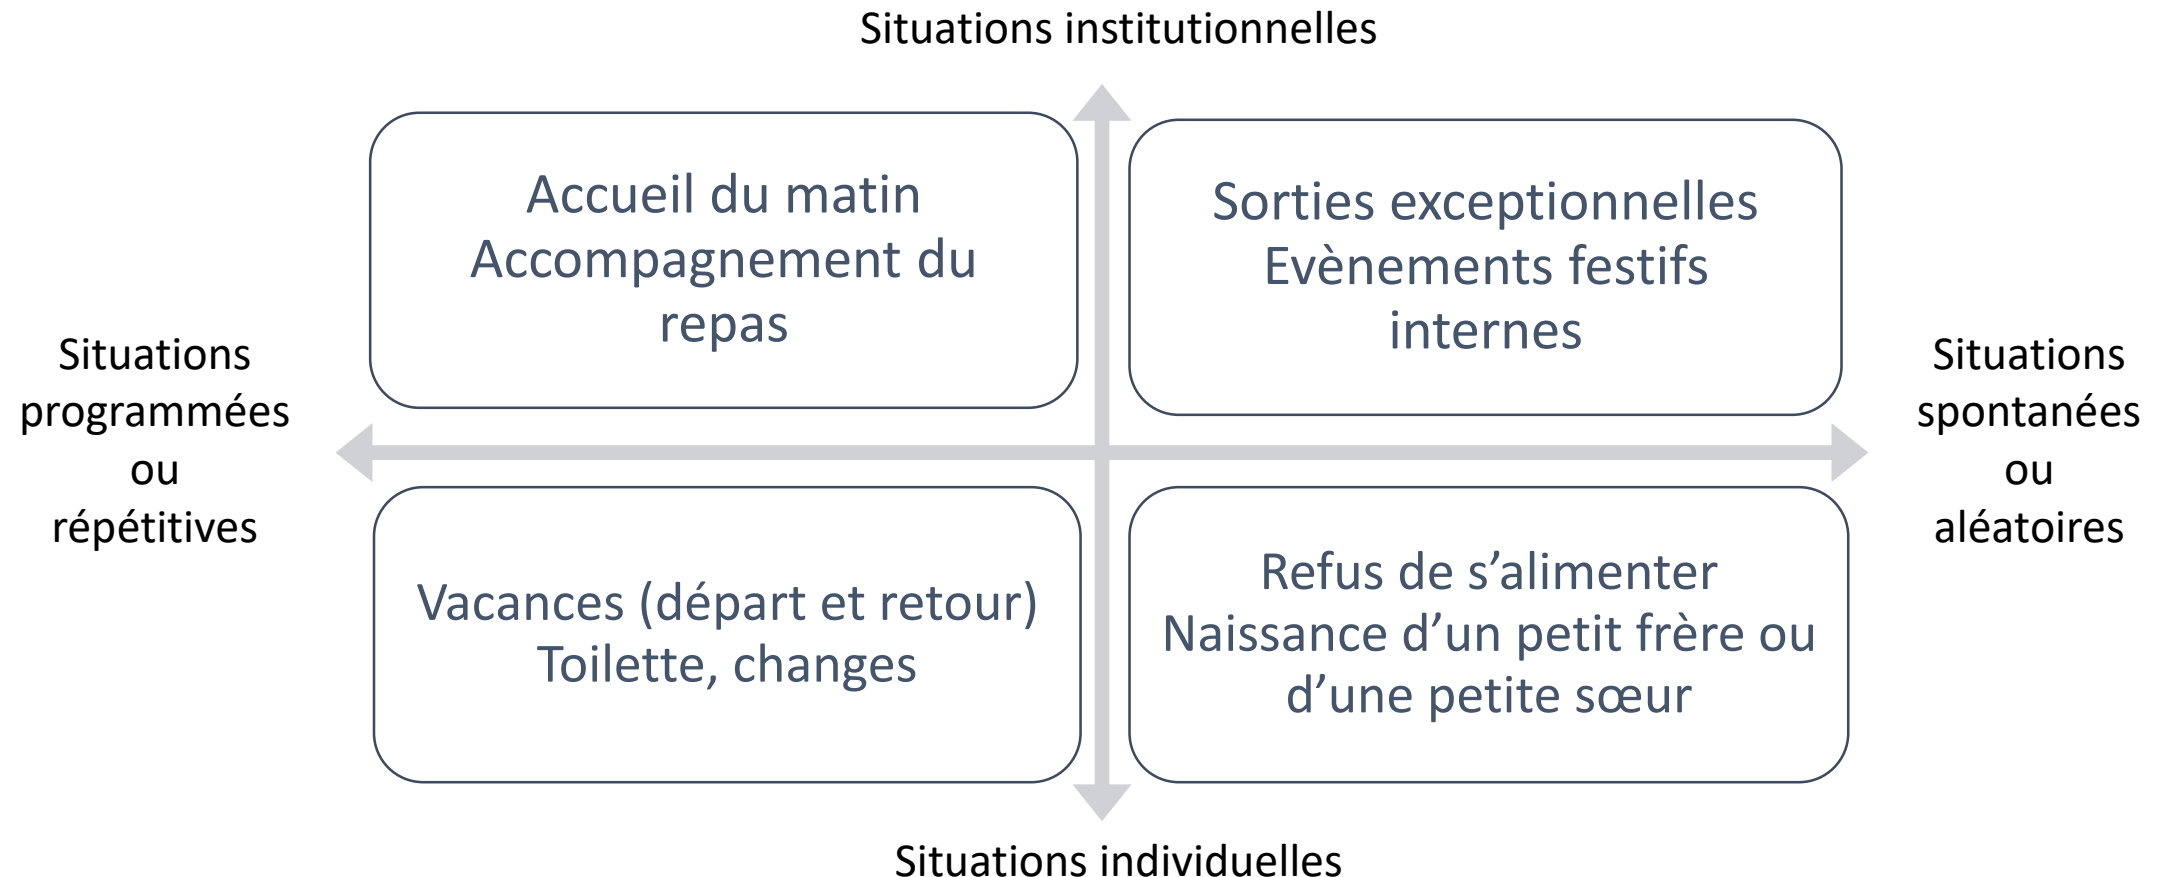 Situations institutionnelles
Accueil du matin
Accompagnement du
repas
Sorties exceptionnelles
Evènements festifs
internes
Situations
programmées
ou
répétitives
Situations
spontanées
ou
aléatoires
Vacances (départ et retour)
Toilette, changes
Refus de s’alimenter
Naissance d’un petit frère ou
d’une petite sœur
Situations individuelles